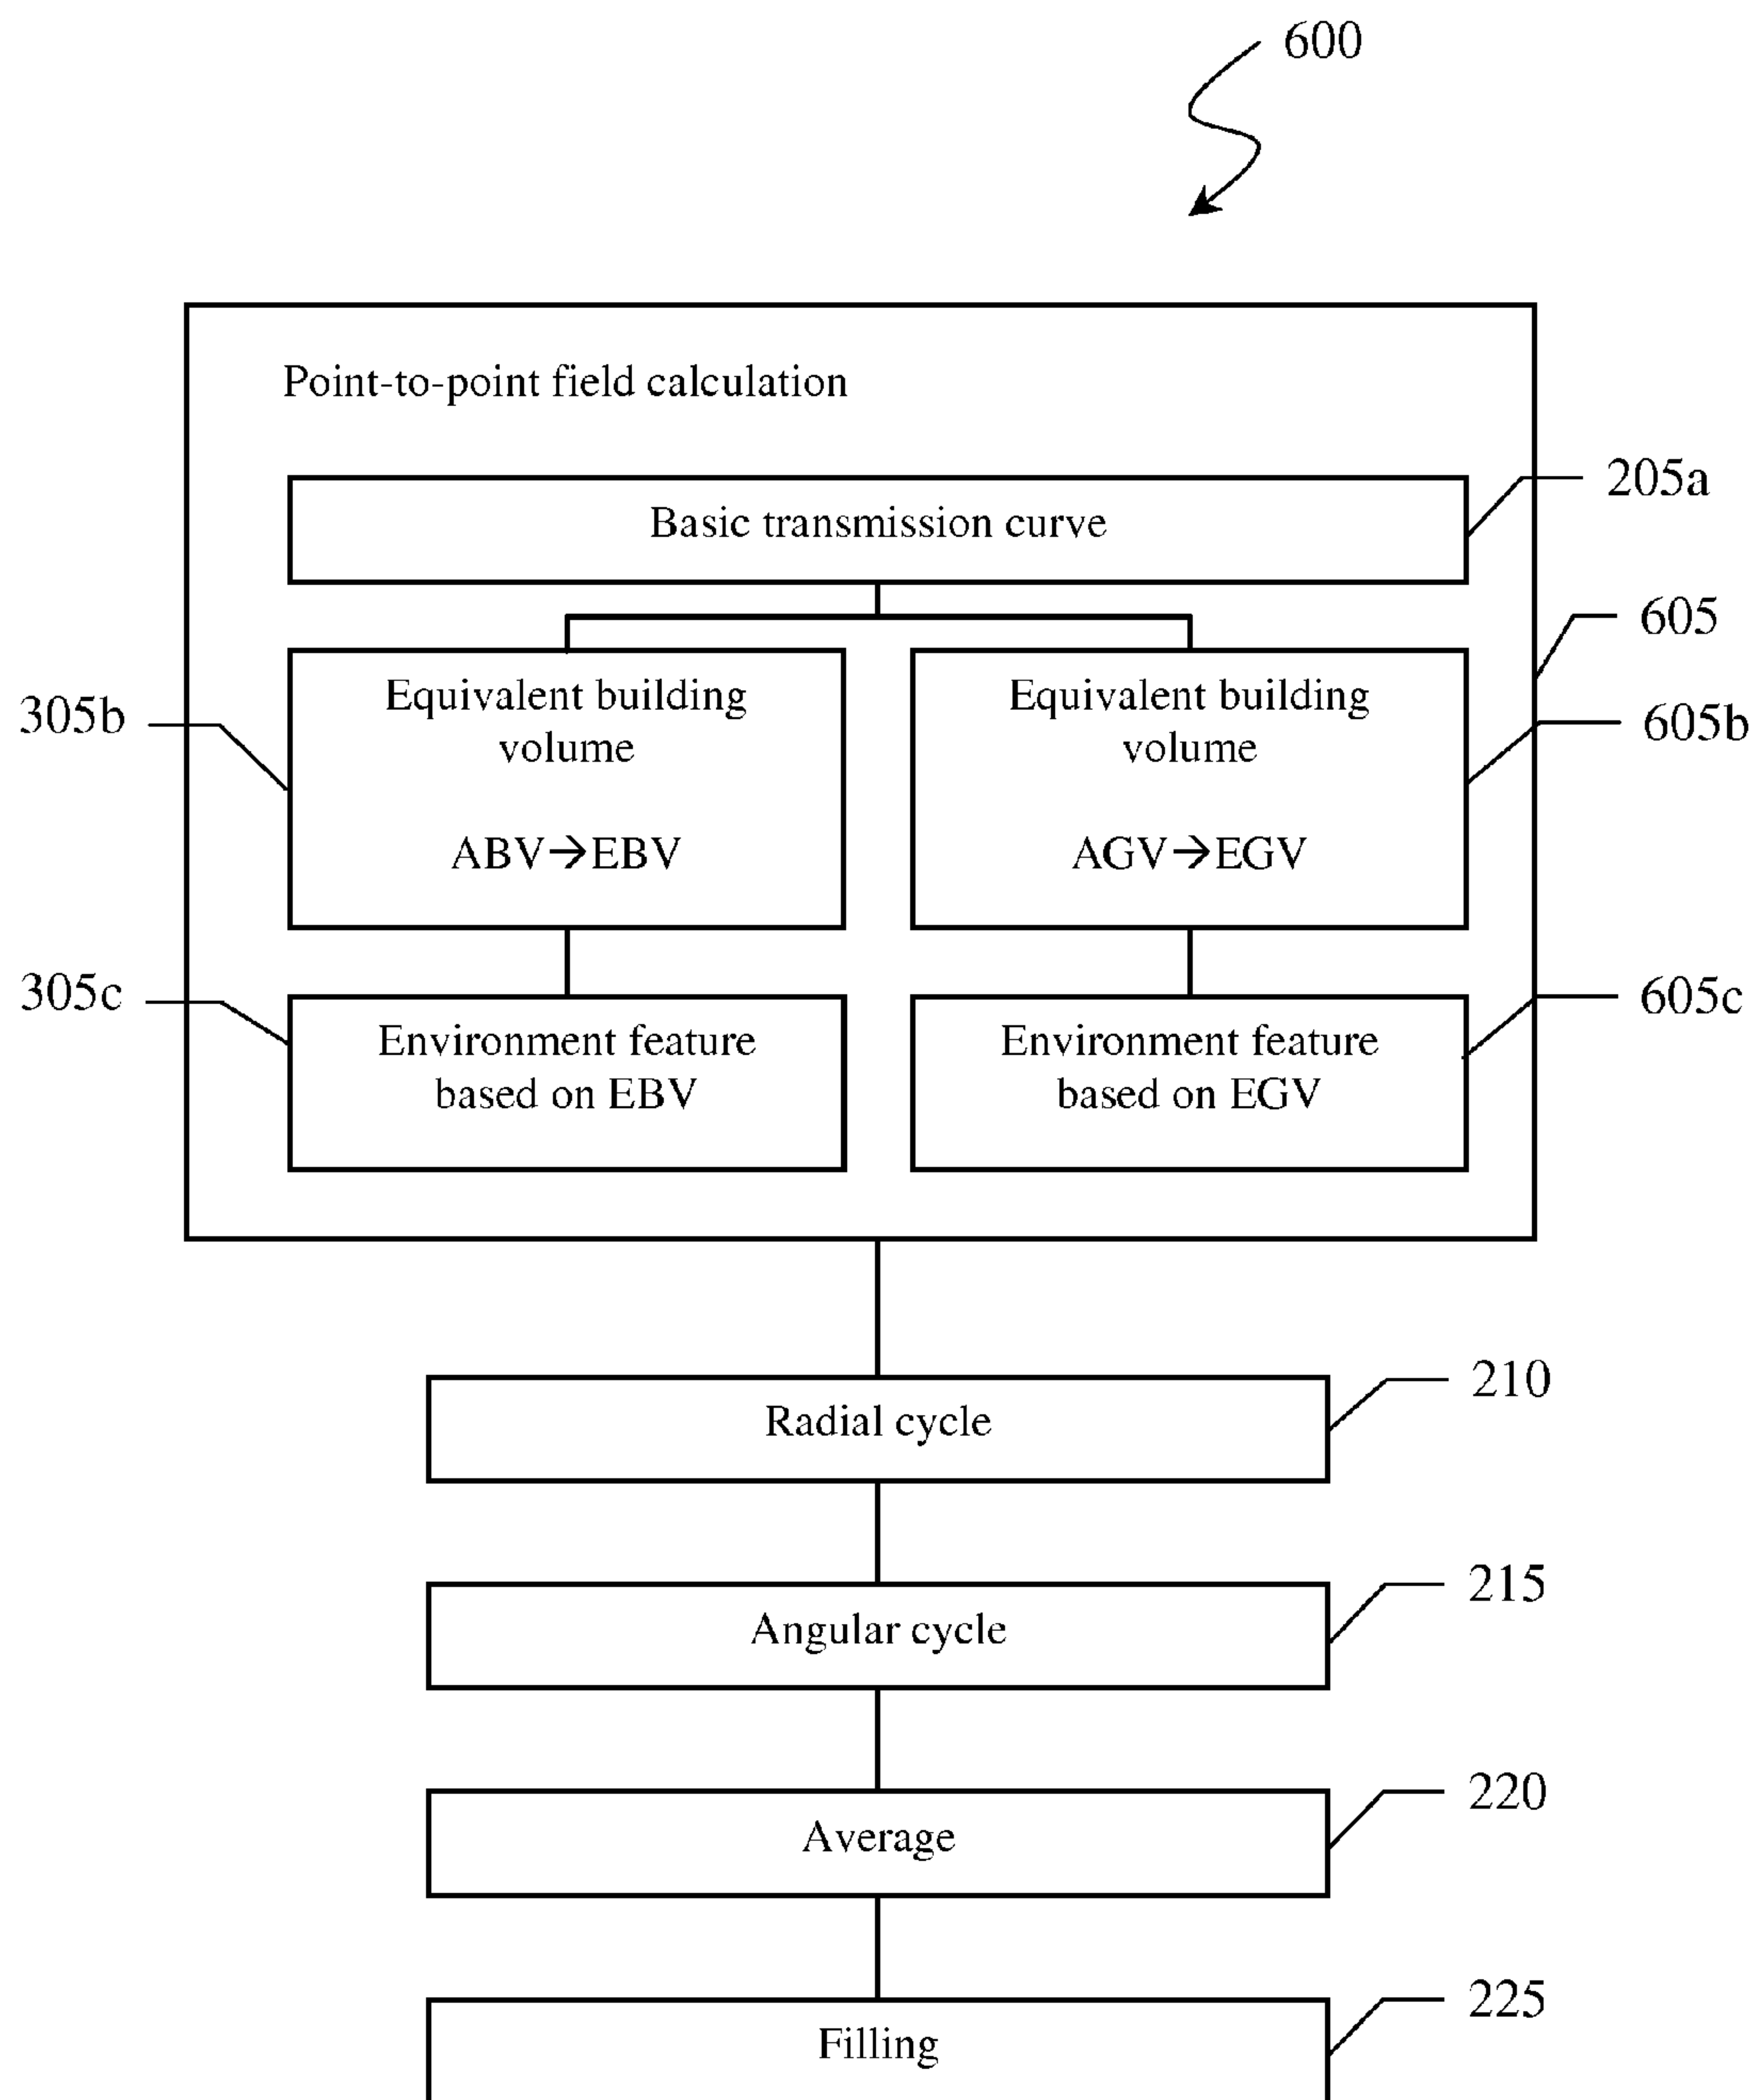 600
Point-to-point field calculation
205a
Basic transmission curve
605
305b
Equivalent building
volume
ABV→EBV
605b
Equivalent building
volume
AGV→EGV
305c
Environment feature
based on EBV
605c
Environment feature
based on EGV
210
Radial cycle
215
Angular cycle
220
Average
225
Filling